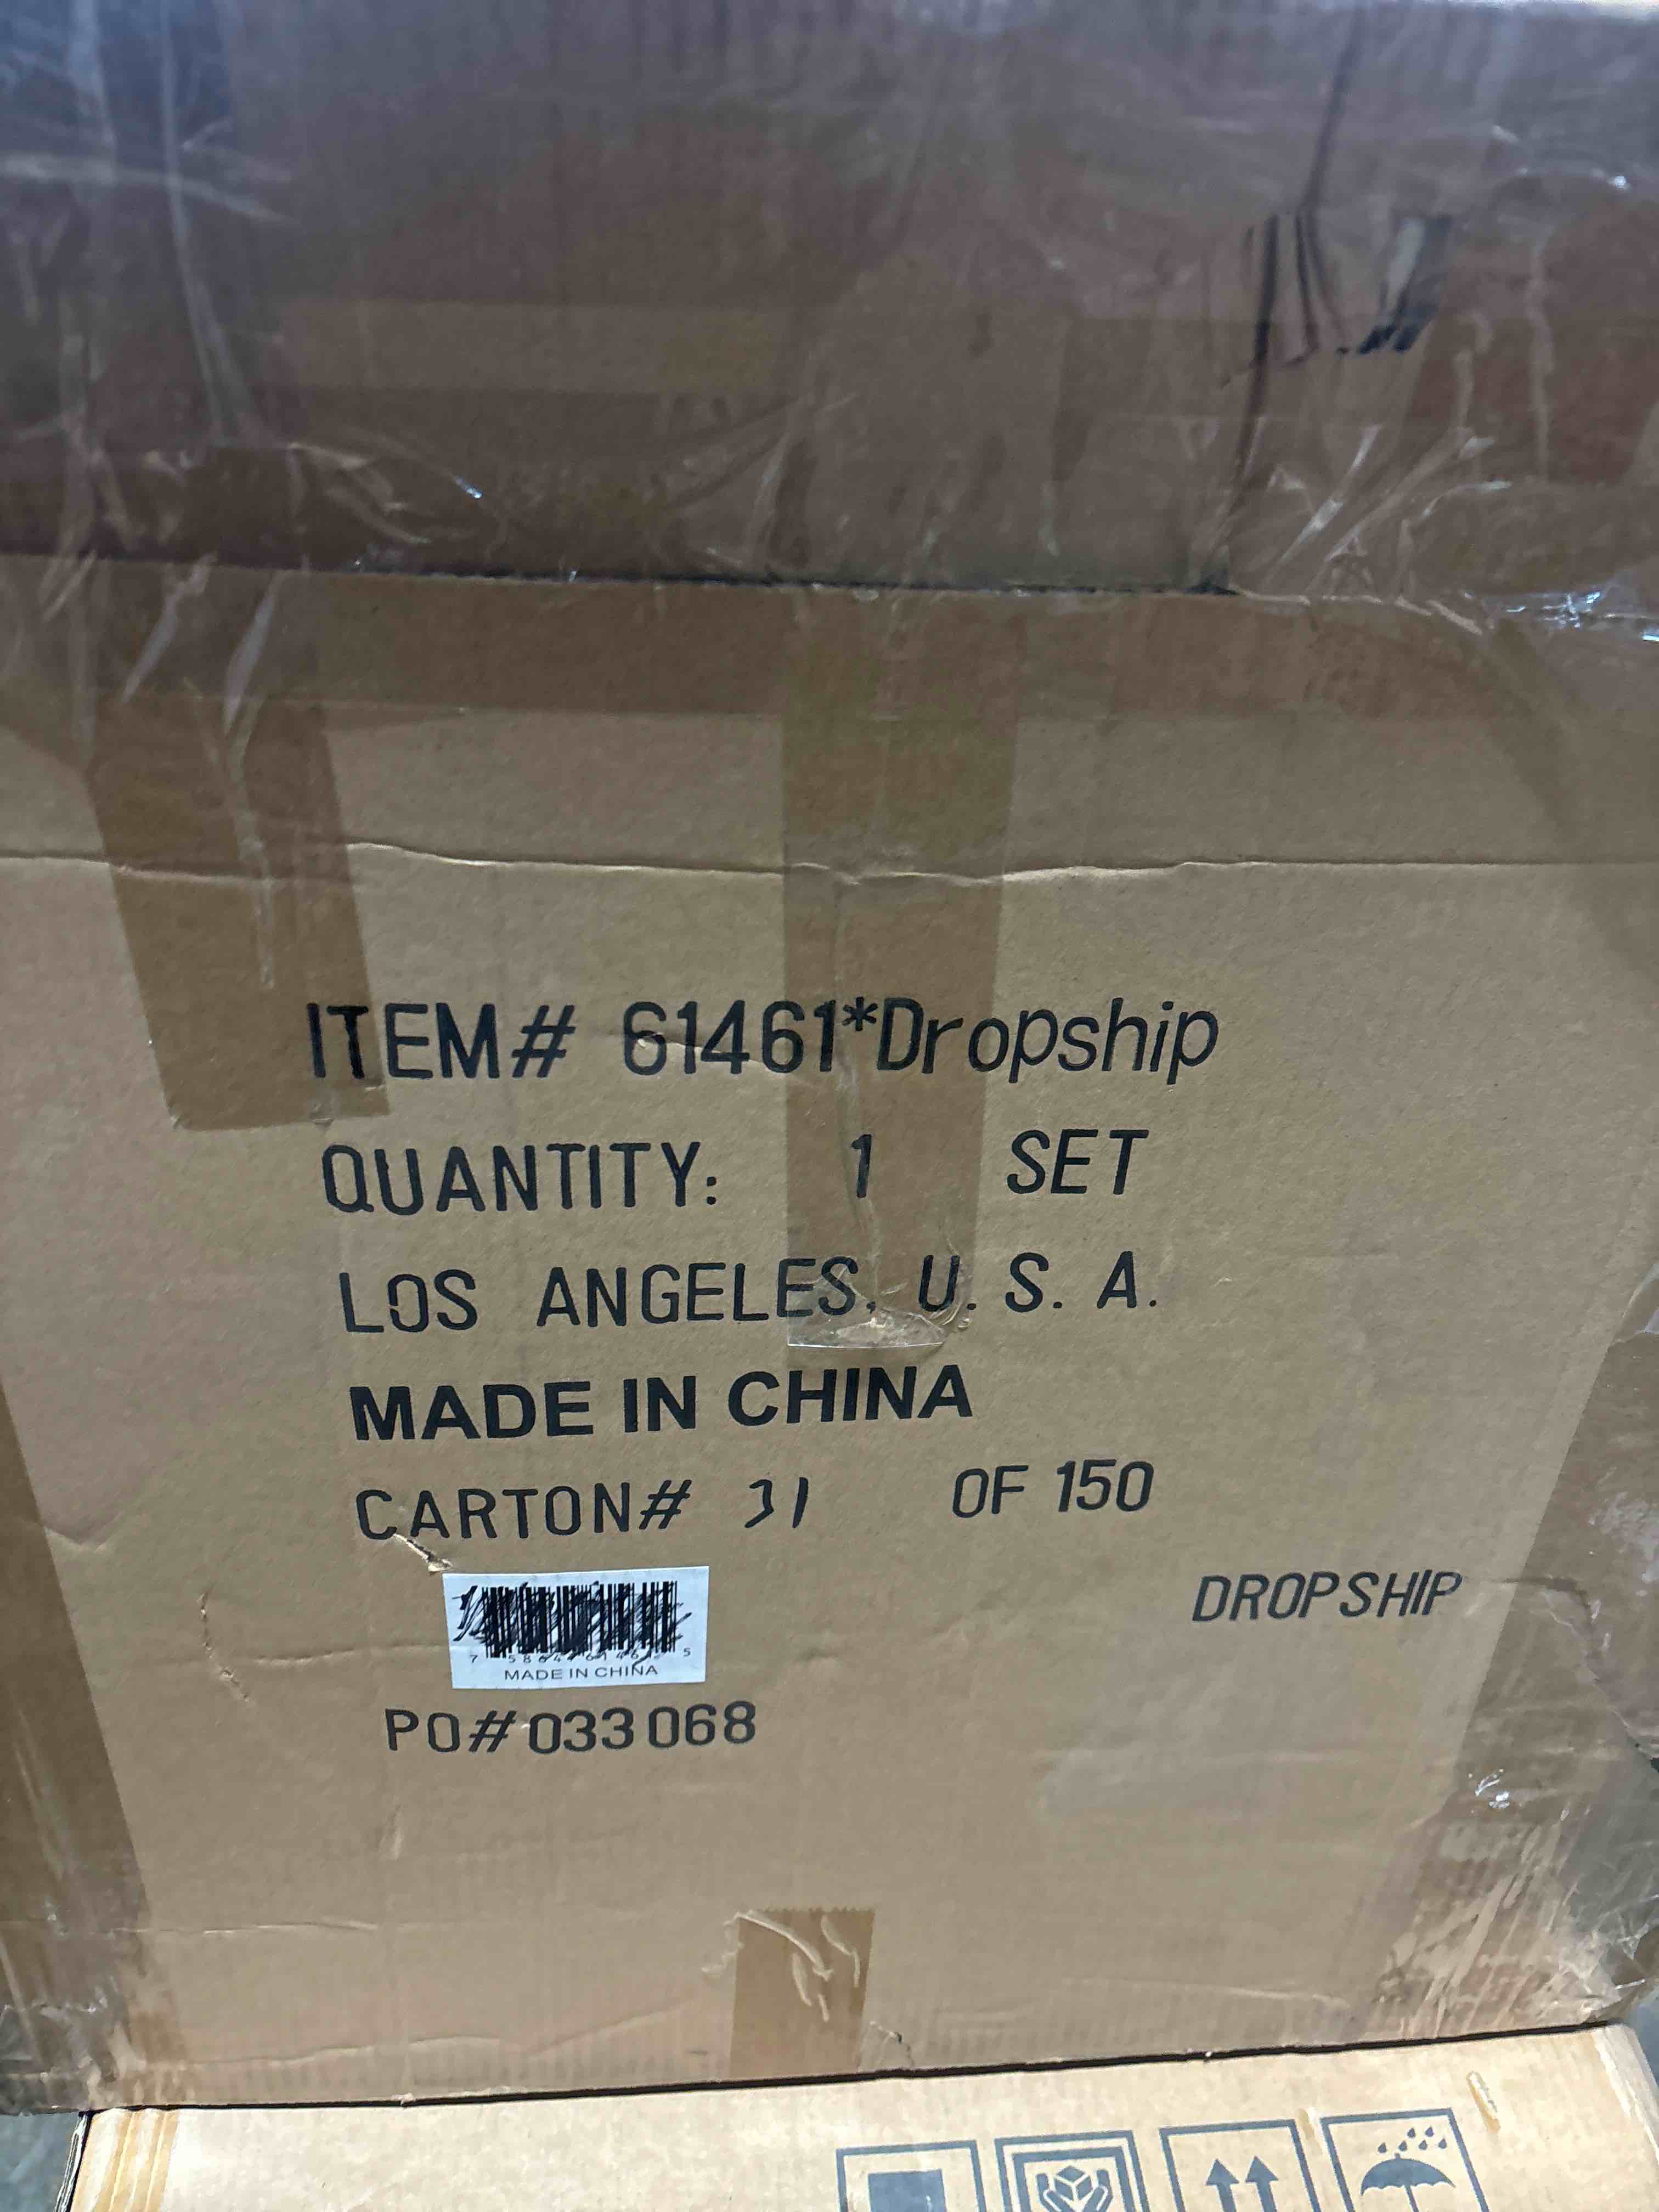 ITEM# 61461*Dropship
QUANTITY: 1 SET
LOS ANGELES, U. S. A.
MADE IN CHINA
CARTON# 31 OF 150
DROPSHIP
MADE IN CHINA
PO#033068